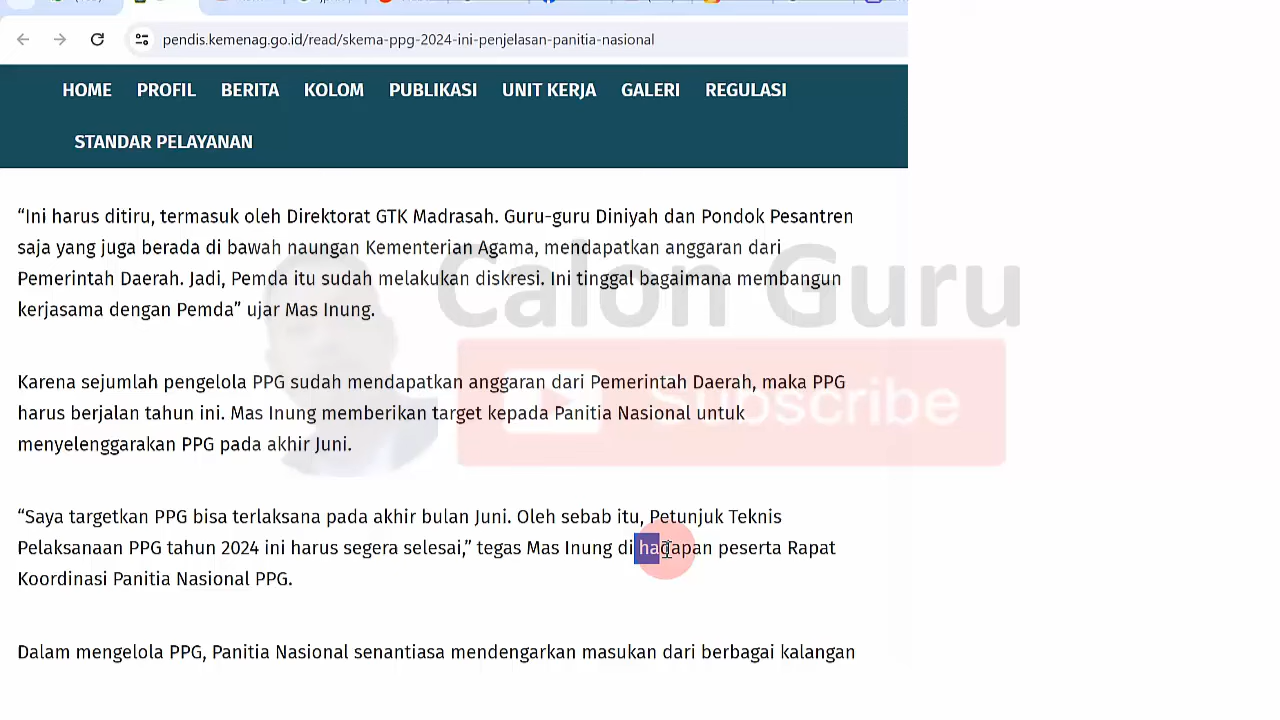 pendis.kemenag.go.id/read/skema-ppg-2024-ini-penjelasan-panitia-nasional
HOME PROFIL BERITA KOLOM PUBLIKASI UNIT KERJA GALERI REGULASI
STANDAR PELAYANAN
“Ini harus ditiru, termasuk oleh Direktorat GTK Madrasah. Guru-guru Diniyah dan Pondok Pesantren
saja yang juga berada di bawah naungan Kementerian Agama, mendapatkan anggaran dari
Pemerintah Daerah. Jadi, Pemda itu sudah melakukan diskresi. Ini tinggal bagaimana membangun
kerjasama dengan Pemda” ujar Mas Inung.
Calon Guru
Subscribe
Karena sejumlah pengelola PPG sudah mendapatkan anggaran dari Pemerintah Daerah, maka PPG
harus berjalan tahun ini. Mas Inung memberikan target kepada Panitia Nasional untuk
menyelenggarakan PPG pada akhir Juni.
“Saya targetkan PPG bisa terlaksana pada akhir bulan Juni. Oleh sebab itu, Petunjuk Teknis
Pelaksanaan PPG tahun 2024 ini harus segera selesai,” tegas Mas Inung di hadapan peserta Rapat
Koordinasi Panitia Nasional PPG.
Dalam mengelola PPG, Panitia Nasional senantiasa mendengarkan masukan dari berbagai kalangan